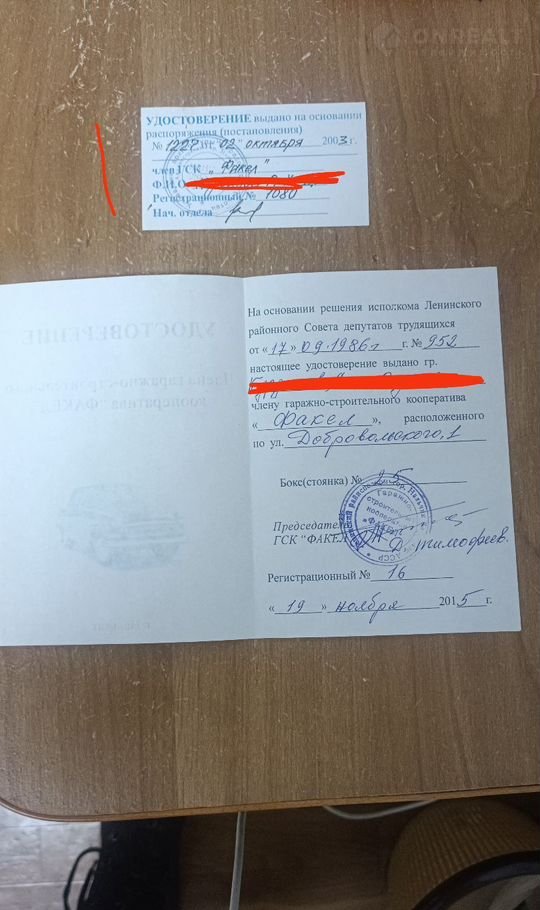 ONREALT
УДОСТОВЕРЕНИЕ выдано на основании
распоряжения (постановления)
№ 1227 от "02" октября 2003 г.
член ГСК "Факел"
Ф.И.О.
Регистрационный № 1080
Нач. отдела
На основании решения исполкома Ленинского
районного Совета депутатов трудящихся
от «17» 09.1986 г. № 952
настоящее удостоверение выдано гр.
члену гаражно-строительного кооператива
« Факел », расположенного
по ул. Добровольского, 1
Бокс(стоянка) № 25
Председатель
ГСК "ФАКЕЛ" Тимофеев.
Регистрационный № 16
« 19 » ноября 2015 г.
УДОСТОВЕРЕНИЕ
Члена гаражно-строительного
кооператива "ФАКЕЛ"